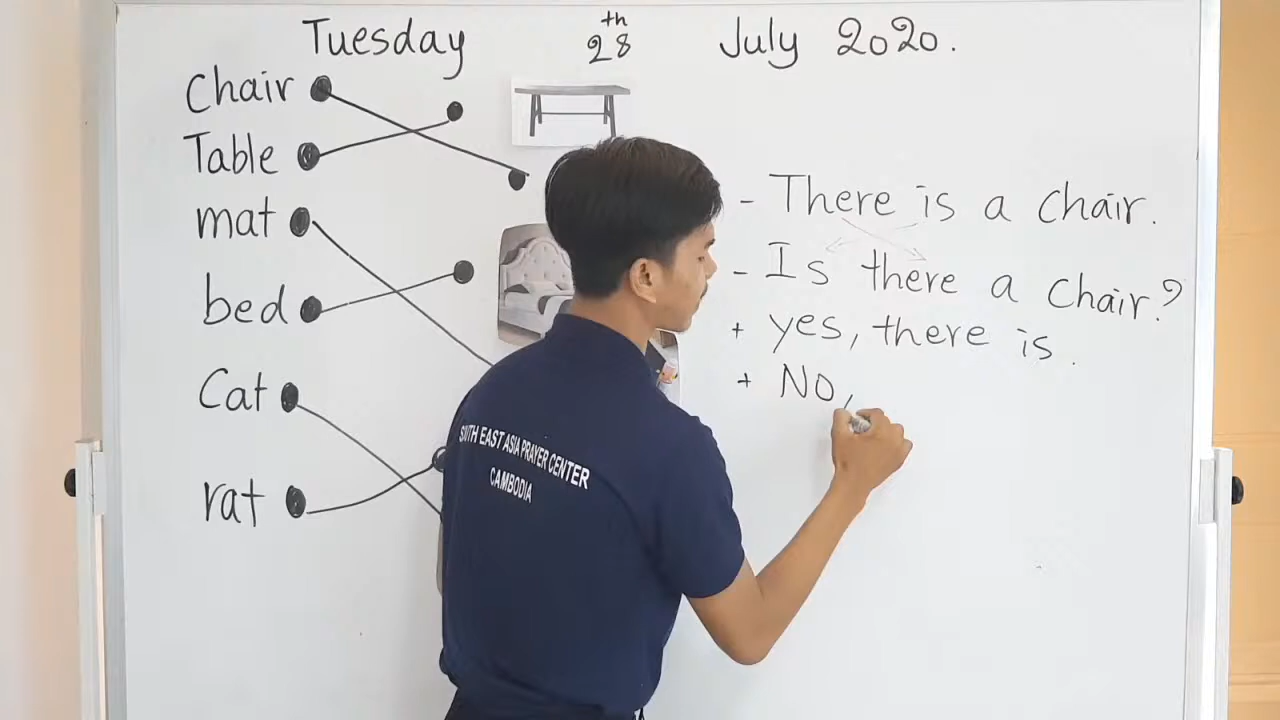 Tuesday 28th July 2020.
Chair
Table
mat
bed
Cat
rat
- There is a chair.
- Is there a chair?
+ yes, there is.
+ No,
SOUTH EAST ASIA PRAYER CENTER
CAMBODIA